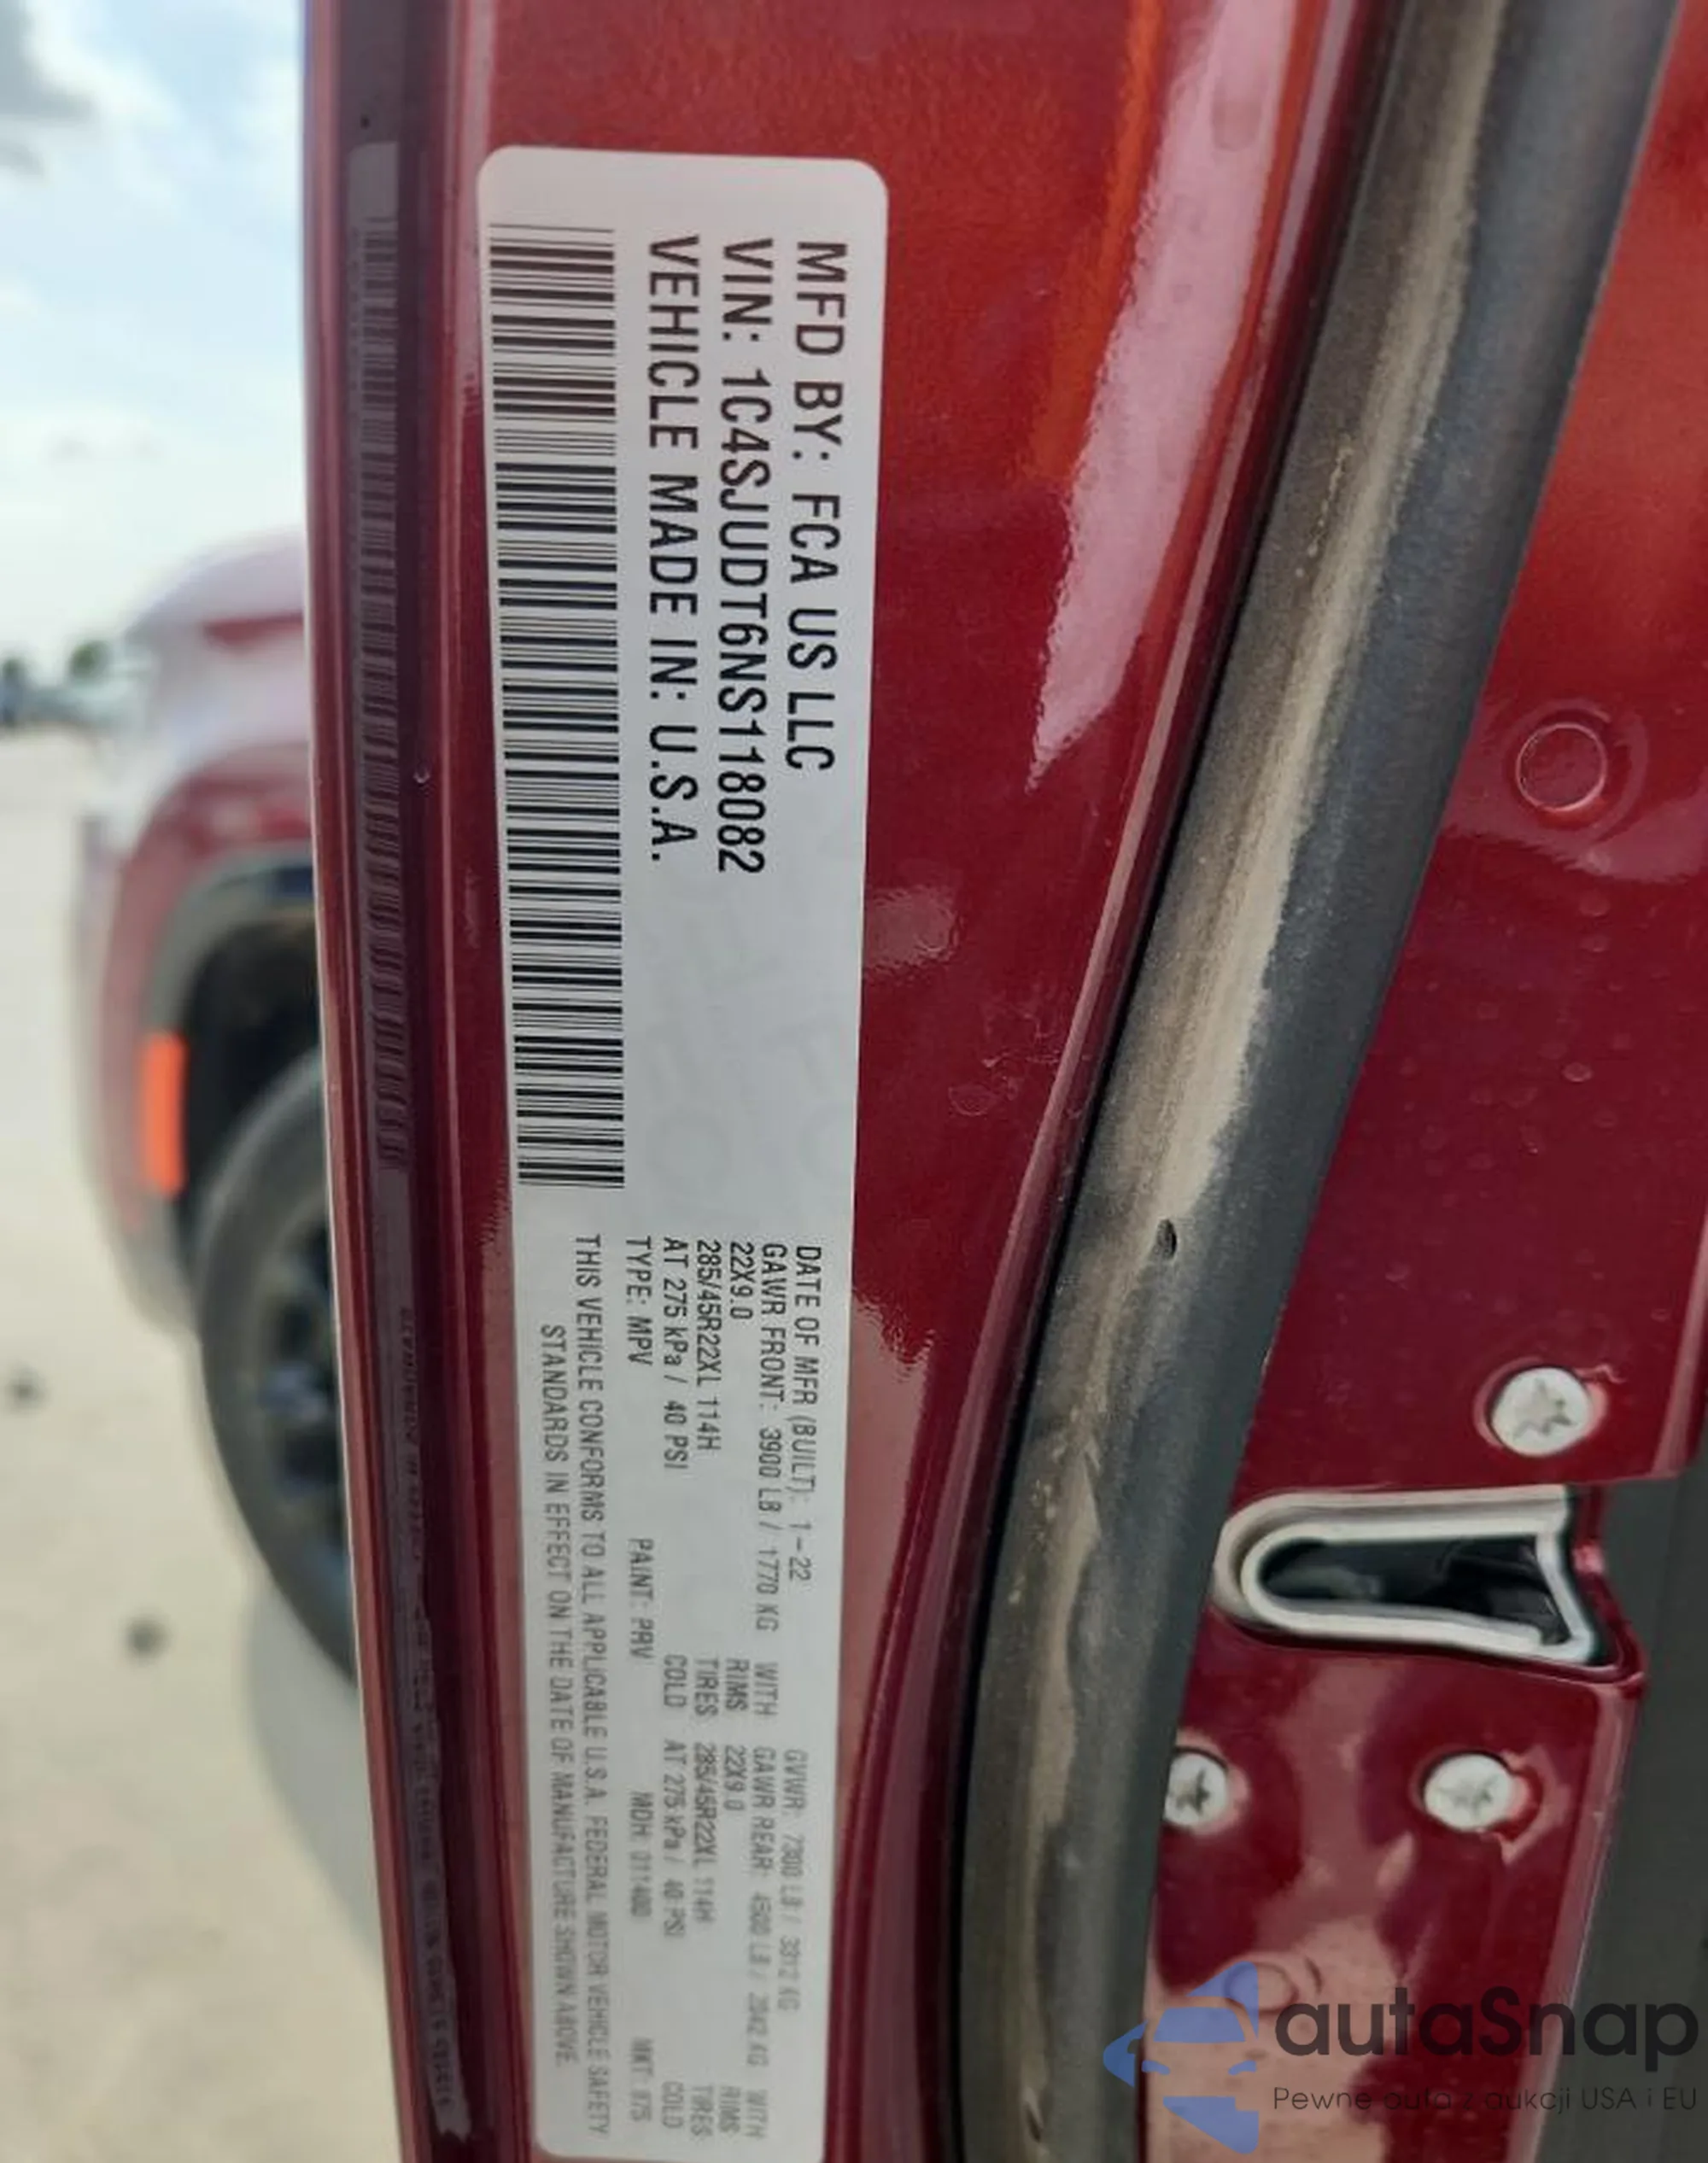 MFD BY: FCA US LLC
VIN: 1C4SJUDT6NS118082
VEHICLE MADE IN: U.S.A.
DATE OF MFR (BUILT): 1-22 GVWR: 7300 LB / 3312 KG
GAWR FRONT: 3900 LB / 1770 KG WITH GAWR REAR: 4500 LB / 2042 KG WITH
22X9.0 RIMS 22X9.0 RIMS
285/45R22XL 114H TIRES 285/45R22XL 114H TIRES
AT 275 kPa / 40 PSI COLD AT 275 kPa / 40 PSI COLD
TYPE: MPV PAINT: PRV MDH: 011400 MKT:
THIS VEHICLE CONFORMS TO ALL APPLICABLE U.S.A. FEDERAL MOTOR VEHICLE SAFETY
STANDARDS IN EFFECT ON THE DATE OF MANUFACTURE SHOWN ABOVE.
autaSnap
Pewne auta z aukcji USA i EU